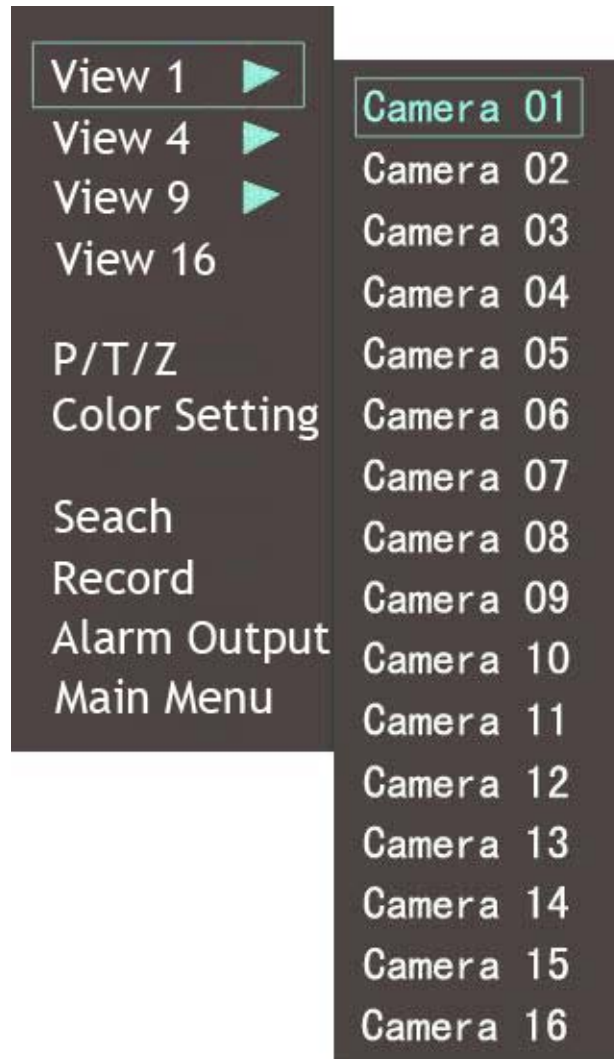 View 1
View 4
View 9
View 16
P/T/Z
Color Setting
Seach
Record
Alarm Output
Main Menu
Camera 01
Camera 02
Camera 03
Camera 04
Camera 05
Camera 06
Camera 07
Camera 08
Camera 09
Camera 10
Camera 11
Camera 12
Camera 13
Camera 14
Camera 15
Camera 16